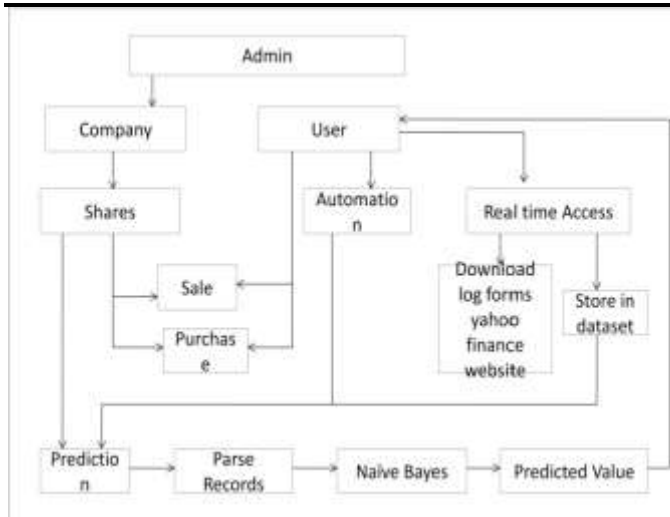 Admin
Company
User
Shares
Automatio
n
Real time Access
Sale
Download
log forms
yahoo
finance
website
Store in
dataset
Purchas
e
Predictio
n
Parse
Records
Naïve Bayes
Predicted Value